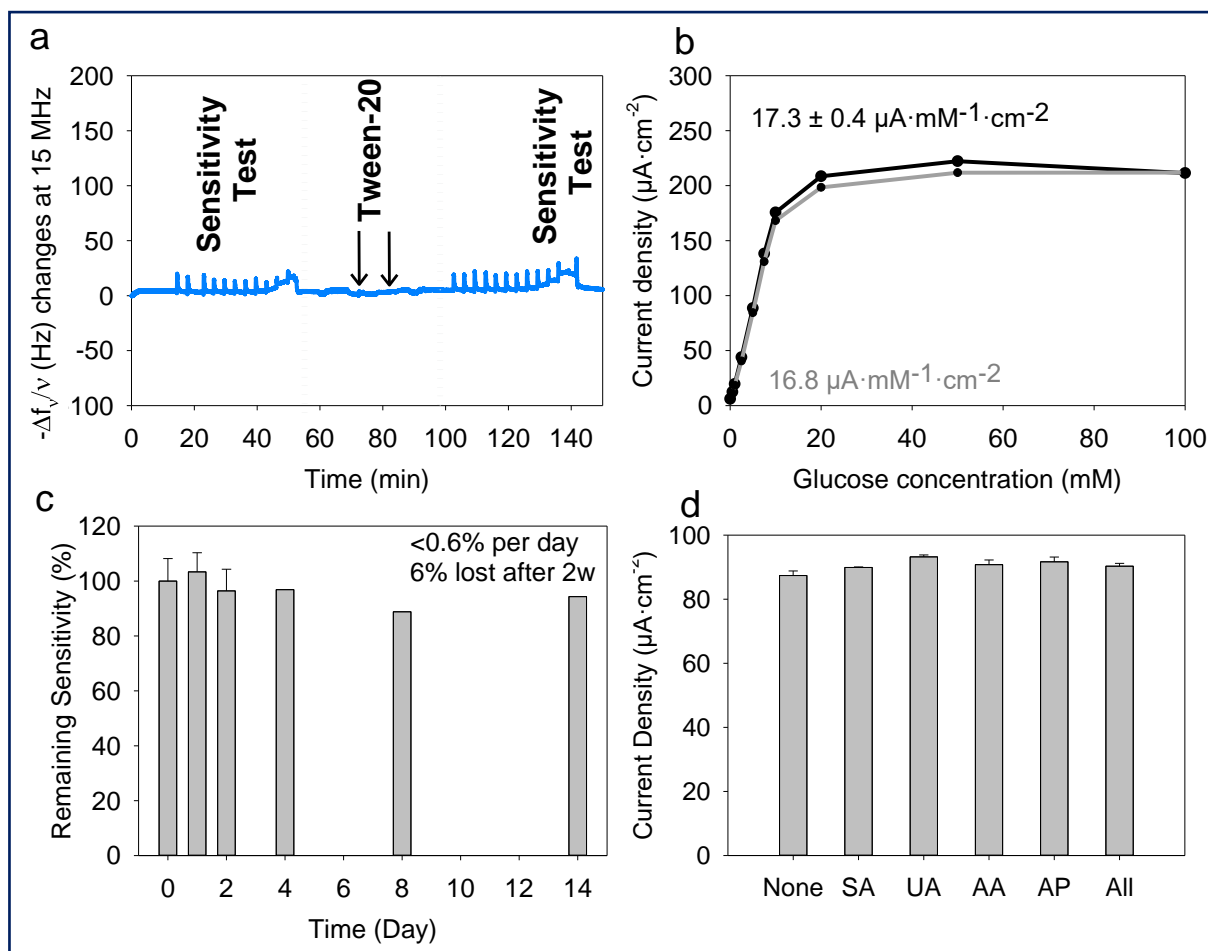 a
-Δfᵥ/ν (Hz) changes at 15 MHz
200
150
100
50
0
-50
100
Sensitivity
Test
Tween-20
Sensitivity
Test
0 20 40 60 80 100 120 140
Time (min)
b
Current density (µA·cm-2)
300
250
200
150
100
50
0
17.3 ± 0.4 µA·mM-1·cm-2
16.8 µA·mM-1·cm-2
0 20 40 60 80 100
Glucose concentration (mM)
c
Remaining Sensitivity (%)
120
100
80
60
40
20
0
<0.6% per day
6% lost after 2w
0 2 4 6 8 10 12 14
Time (Day)
d
Current Density (µA·cm-2)
100
80
60
40
20
0
None SA UA AA AP All